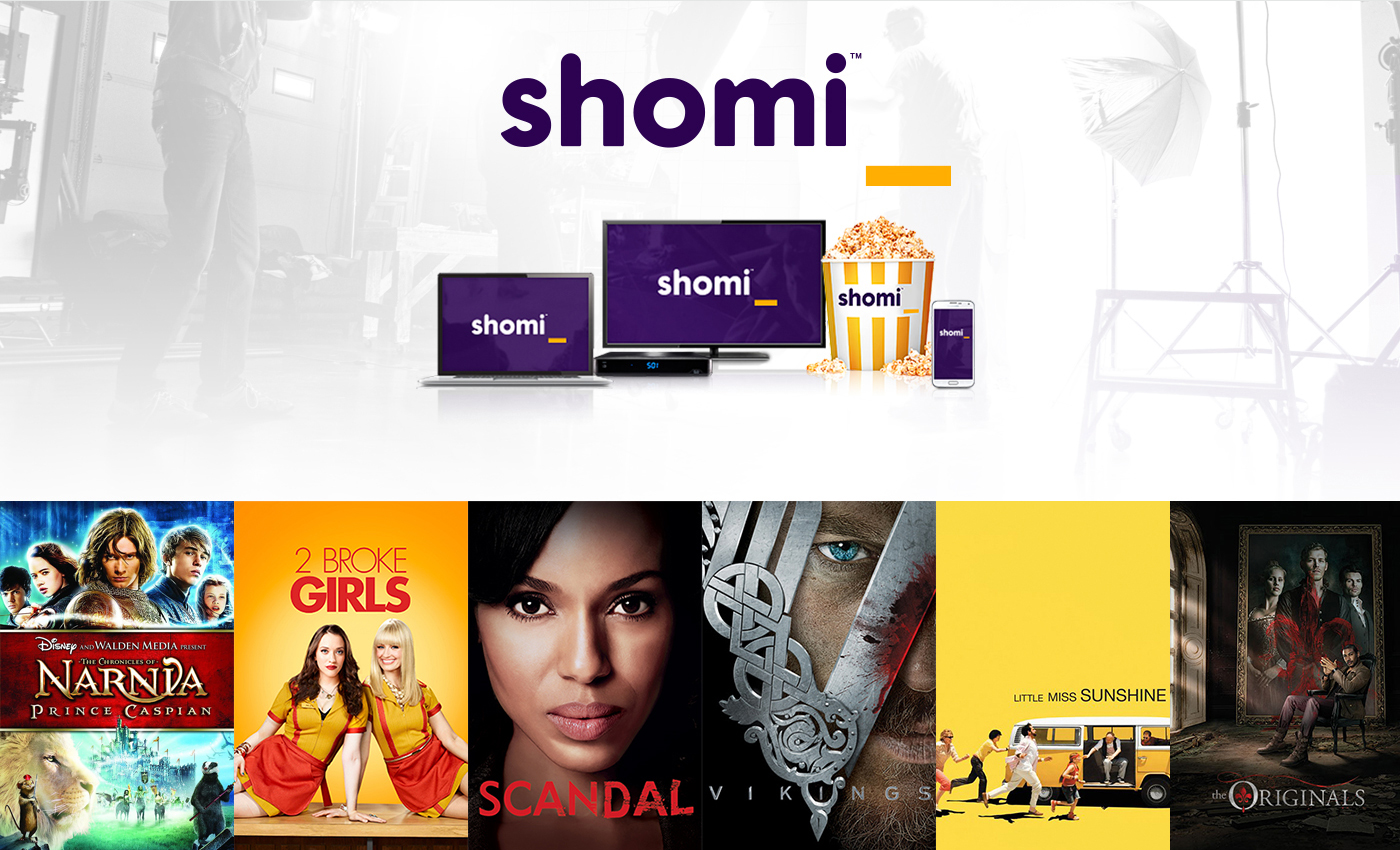 shomi™
shomi
shomi
shomi
shomi
501
DISNEY AND WALDEN MEDIA PRESENT
THE CHRONICLES OF
NARNIA
PRINCE CASPIAN
2 BROKE
GIRLS
SCANDAL
VIKINGS
LITTLE MISS SUNSHINE
the ORIGINALS